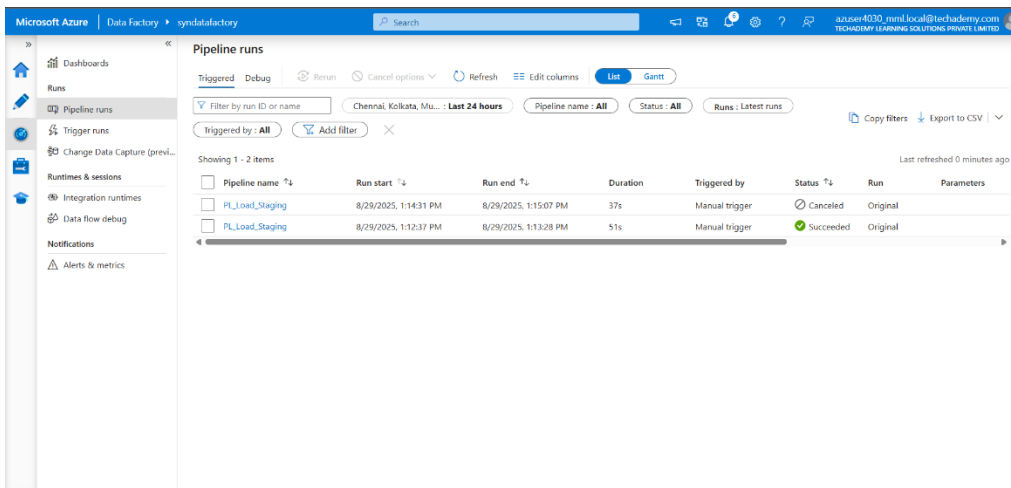 Microsoft Azure | Data Factory ▸ syndatafactory
Search
6
azuser4030_mml.local@techademy.com
TECHADEMY LEARNING SOLUTIONS PRIVATE LIMITED
Dashboards
Runs
Pipeline runs
Trigger runs
Change Data Capture (previ...
Runtimes & sessions
Integration runtimes
Data flow debug
Notifications
Alerts & metrics
Pipeline runs
Triggered Debug Rerun Cancel options Refresh Edit columns List Gantt
Filter by run ID or name Chennai, Kolkata, Mu... : Last 24 hours Pipeline name : All Status : All Runs : Latest runs
Triggered by : All Add filter
Copy filters Export to CSV
Showing 1 - 2 items Last refreshed 0 minutes ago
Pipeline name Run start Run end Duration Triggered by Status Run Parameters
PL_Load_Staging 8/29/2025, 1:14:31 PM 8/29/2025, 1:15:07 PM 37s Manual trigger Canceled Original
PL_Load_Staging 8/29/2025, 1:12:37 PM 8/29/2025, 1:13:28 PM 51s Manual trigger Succeeded Original